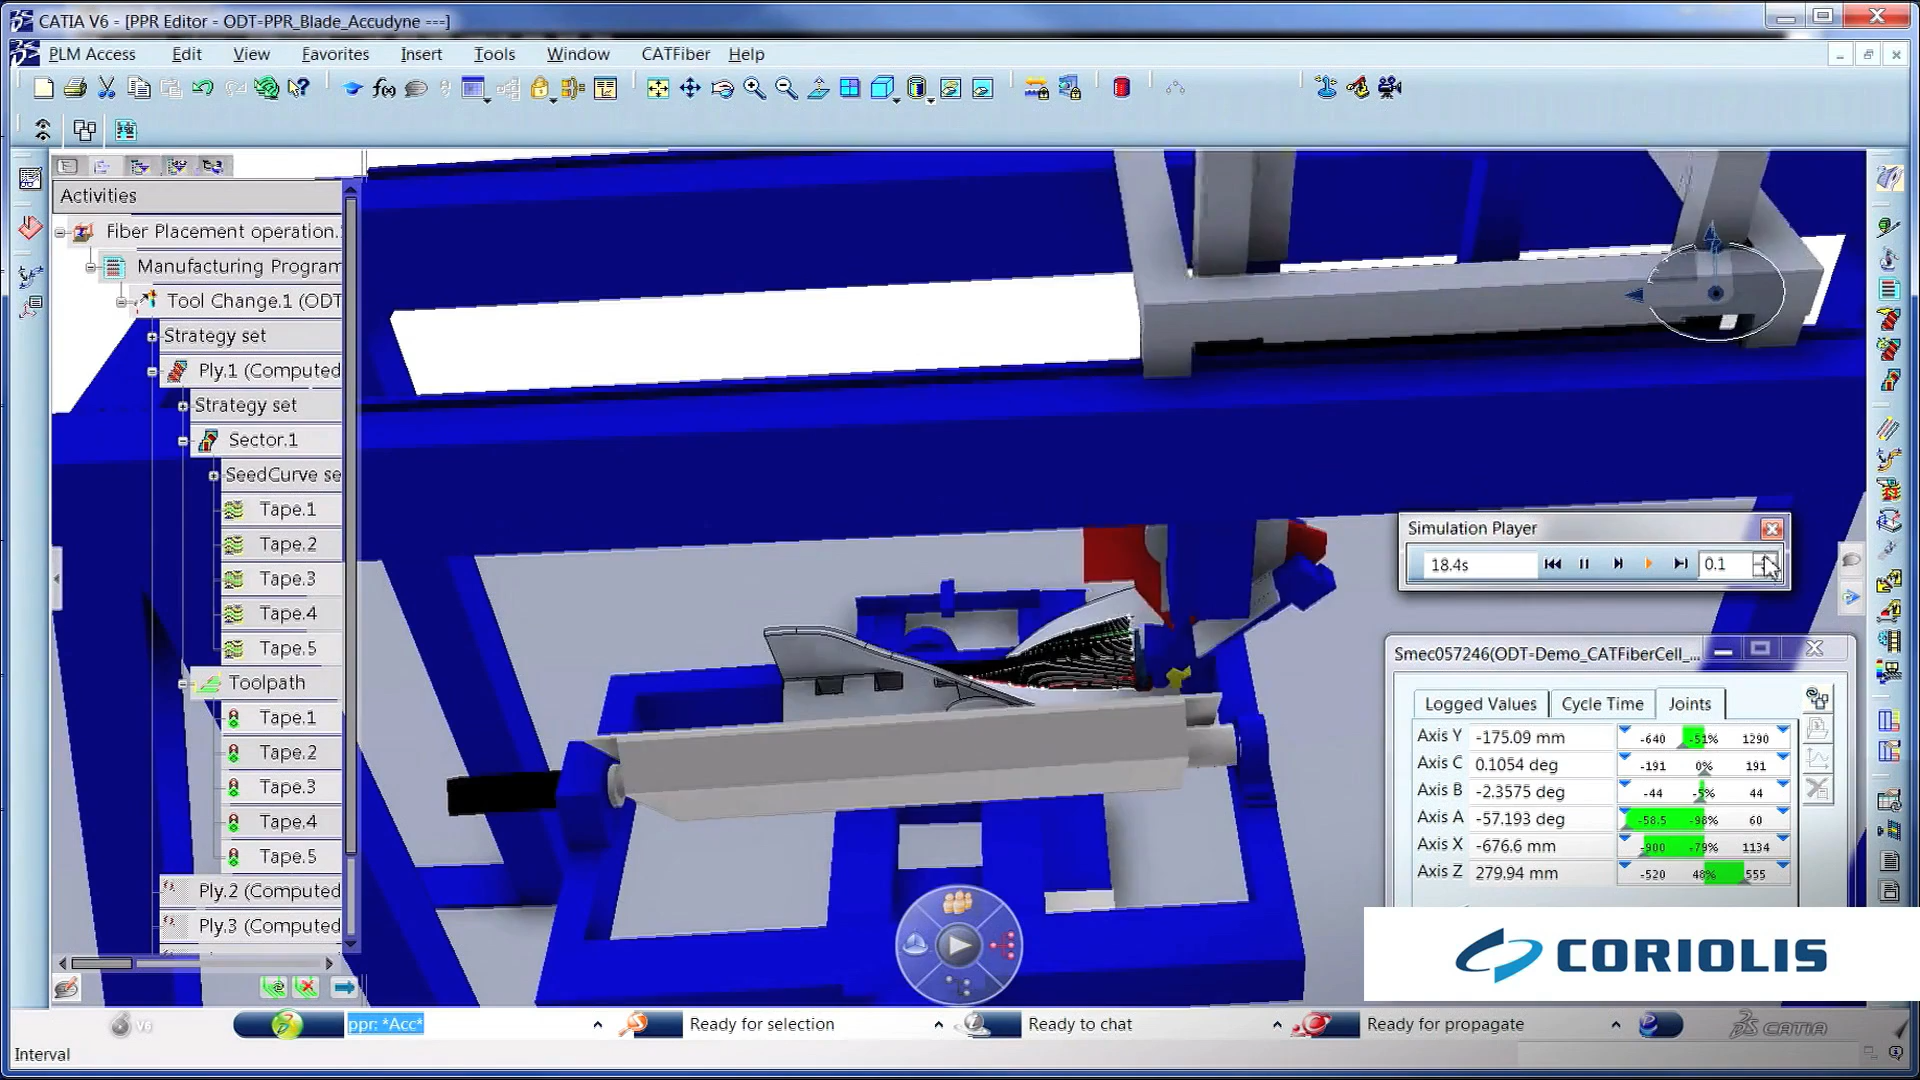 CATIA V6 - [PPR Editor - ODT-PPR_Blade_Accudyne ---]
PLM Access Edit View Favorites Insert Tools Window CATFiber Help
Activities
Fiber Placement operation.
Manufacturing Program
Tool Change.1 (ODT
Strategy set
Ply.1 (Computed
Strategy set
Sector.1
SeedCurve se
Tape.1
Tape.2
Tape.3
Tape.4
Tape.5
Toolpath
Tape.1
Tape.2
Tape.3
Tape.4
Tape.5
Ply.2 (Computed
Ply.3 (Computed
Simulation Player
18.4s 0.1
Smec057246(ODT-Demo_CATFiberCell_...
Logged Values Cycle Time Joints
Axis Y -175.09 mm -640 -51% 1290
Axis C 0.1054 deg -191 0% 191
Axis B -2.3575 deg -44 -5% 44
Axis A -57.193 deg -58.5 -98% 60
Axis X -676.6 mm -900 -79% 1134
Axis Z 279.94 mm -520 48% 555
CORIOLIS
V6 ppr: *Acc* Ready for selection Ready to chat Ready for propagate CATIA
Interval